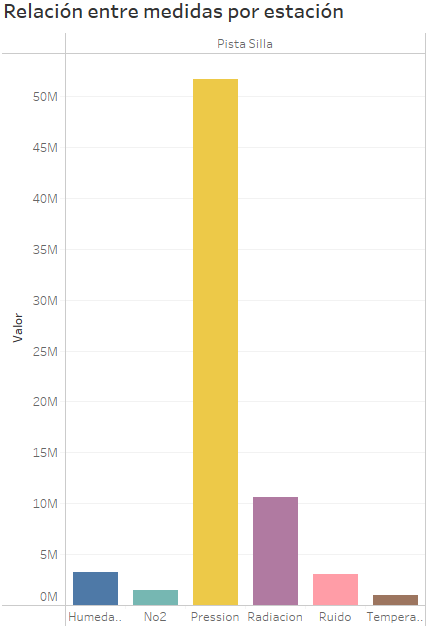 Relación entre medidas por estación
Pista Silla
50M
45M
40M
35M
30M
25M
20M
15M
10M
5M
0M
Valor
Humeda.. No2 Pression Radiacion Ruido Tempera..